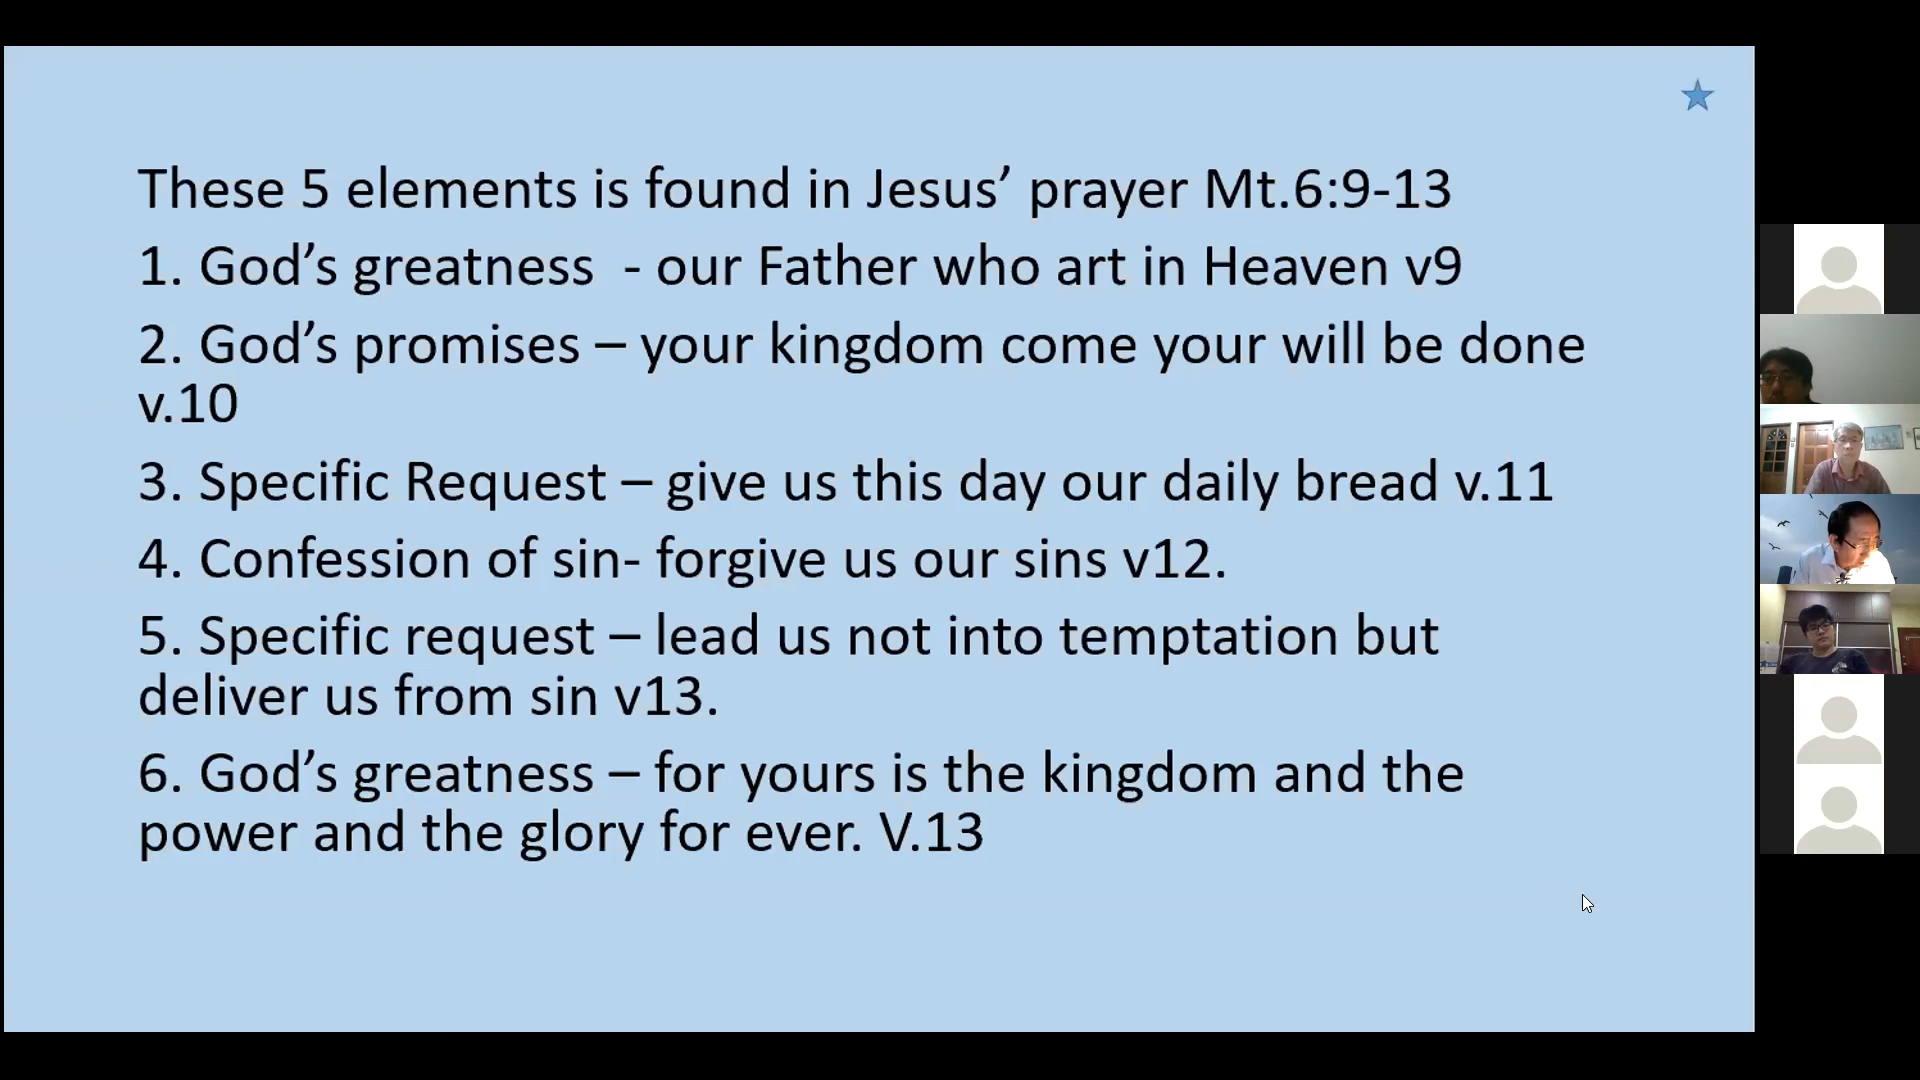 These 5 elements is found in Jesus’ prayer Mt.6:9-13
1. God’s greatness  - our Father who art in Heaven v9
2. God’s promises – your kingdom come your will be done
v.10
3. Specific Request – give us this day our daily bread v.11
4. Confession of sin- forgive us our sins v12.
5. Specific request – lead us not into temptation but
deliver us from sin v13.
6. God’s greatness – for yours is the kingdom and the
power and the glory for ever. V.13